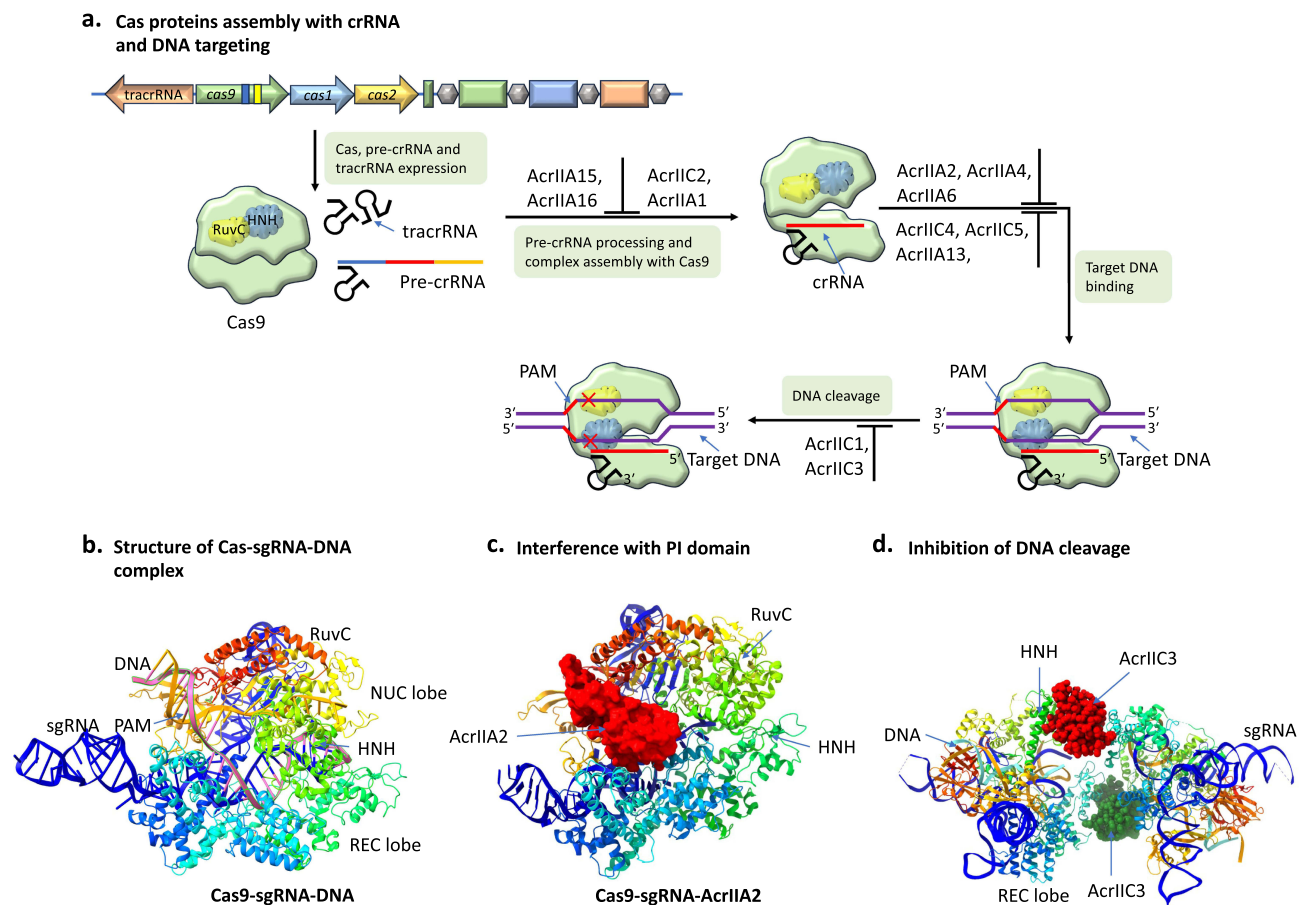 a. Cas proteins assembly with crRNA
and DNA targeting
tracrRNA
cas9
cas1
cas2
Cas, pre-crRNA and
tracrRNA expression
RuvC
HNH
Cas9
tracrRNA
Pre-crRNA
AcrIIA15,
AcrIIA16
AcrIIC2,
AcrIIA1
Pre-crRNA processing and
complex assembly with Cas9
crRNA
AcrIIA2, AcrIIA4,
AcrIIA6
AcrIIC4, AcrIIC5,
AcrIIA13,
Target DNA
binding
PAM
3′
5′
5′
3′
Target DNA
5′
3′
DNA cleavage
AcrIIC1,
AcrIIC3
PAM
3′
5′
5′
3′
Target DNA
5′
3′
b. Structure of Cas-sgRNA-DNA
complex
RuvC
DNA
NUC lobe
sgRNA
PAM
HNH
REC lobe
Cas9-sgRNA-DNA
c. Interference with PI domain
RuvC
AcrIIA2
HNH
Cas9-sgRNA-AcrIIA2
d. Inhibition of DNA cleavage
HNH
AcrIIC3
DNA
sgRNA
REC lobe
AcrIIC3